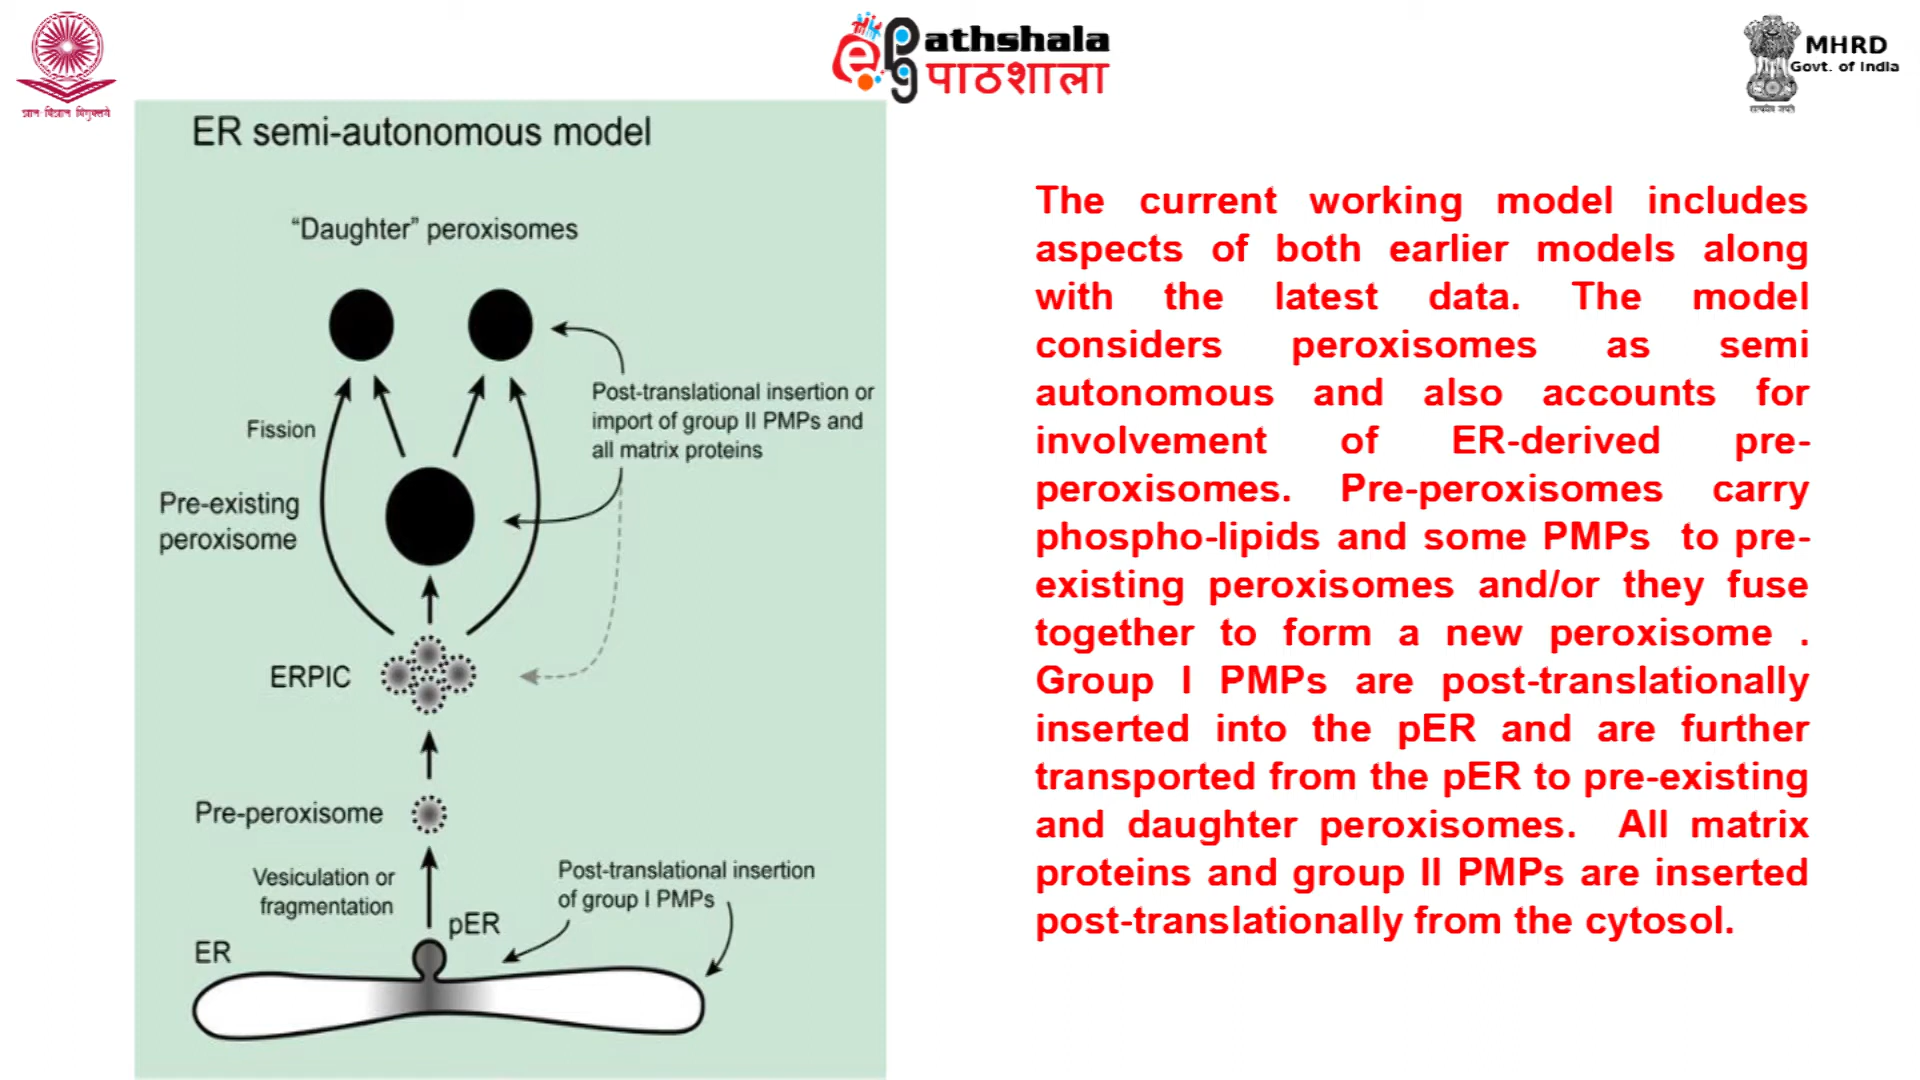 ज्ञान-विज्ञान विमुक्तये
e pg athshala
पाठशाला
MHRD
Govt. of India
सत्यमेव जयते
ER semi-autonomous model
“Daughter” peroxisomes
Post-translational insertion or
import of group II PMPs and
all matrix proteins
Fission
Pre-existing
peroxisome
ERPIC
Pre-peroxisome
Vesiculation or
fragmentation
Post-translational insertion
of group I PMPs
pER
ER
The current working model includes
aspects of both earlier models along
with the latest data. The model
considers peroxisomes as semi
autonomous and also accounts for
involvement of ER-derived pre-
peroxisomes. Pre-peroxisomes carry
phospho-lipids and some PMPs to pre-
existing peroxisomes and/or they fuse
together to form a new peroxisome .
Group I PMPs are post-translationally
inserted into the pER and are further
transported from the pER to pre-existing
and daughter peroxisomes. All matrix
proteins and group II PMPs are inserted
post-translationally from the cytosol.